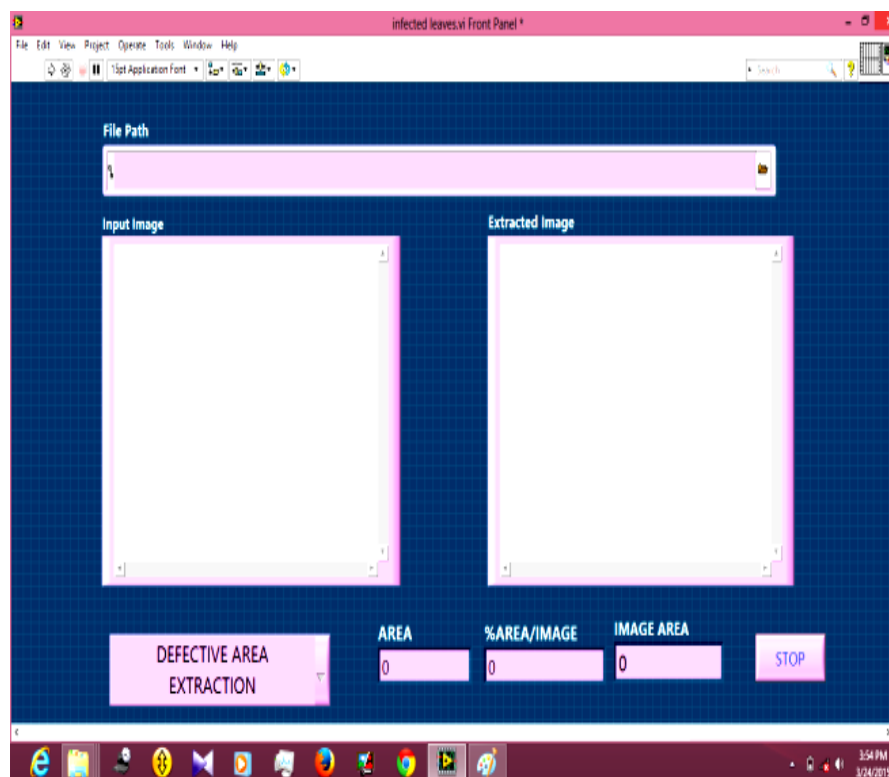 infected leaves.vi Front Panel *
File Edit View Project Operate Tools Window Help
15pt Application Font
Search
File Path
Input Image
Extracted Image
DEFECTIVE AREA
EXTRACTION
AREA
%AREA/IMAGE
IMAGE AREA
0
0
0
STOP
3:54 PM